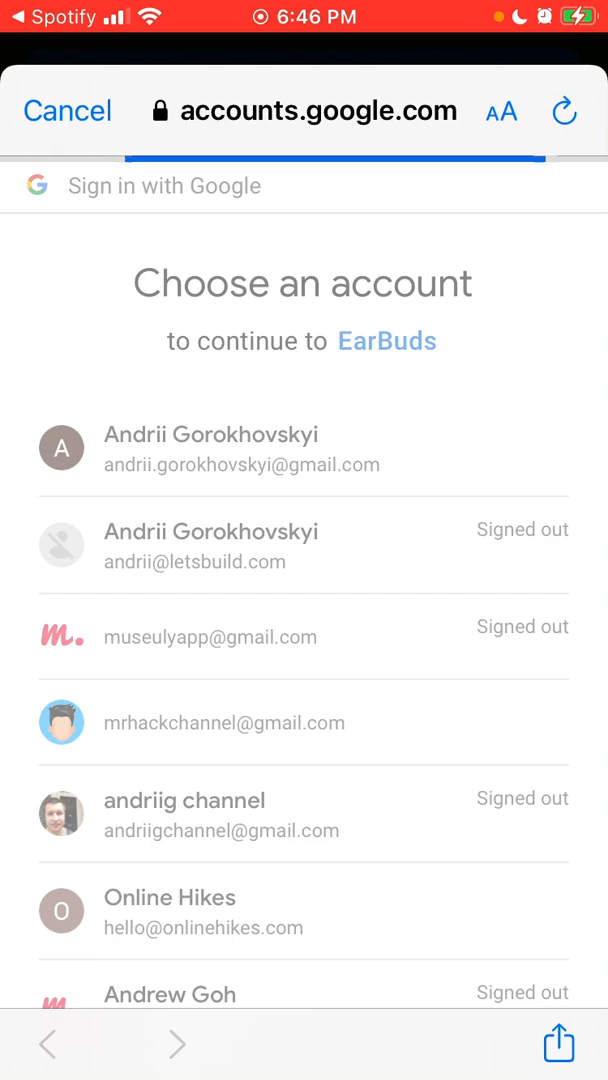 Spotify 6:46 PM
Cancel accounts.google.com AA
G Sign in with Google
Choose an account
to continue to EarBuds
A Andrii Gorokhovskyi
andrii.gorokhovskyi@gmail.com
Andrii Gorokhovskyi Signed out
andrii@letsbuild.com
m. museulyapp@gmail.com Signed out
mrhackchannel@gmail.com
andriig channel Signed out
andriigchannel@gmail.com
O Online Hikes
hello@onlinehikes.com
m Andrew Goh Signed out